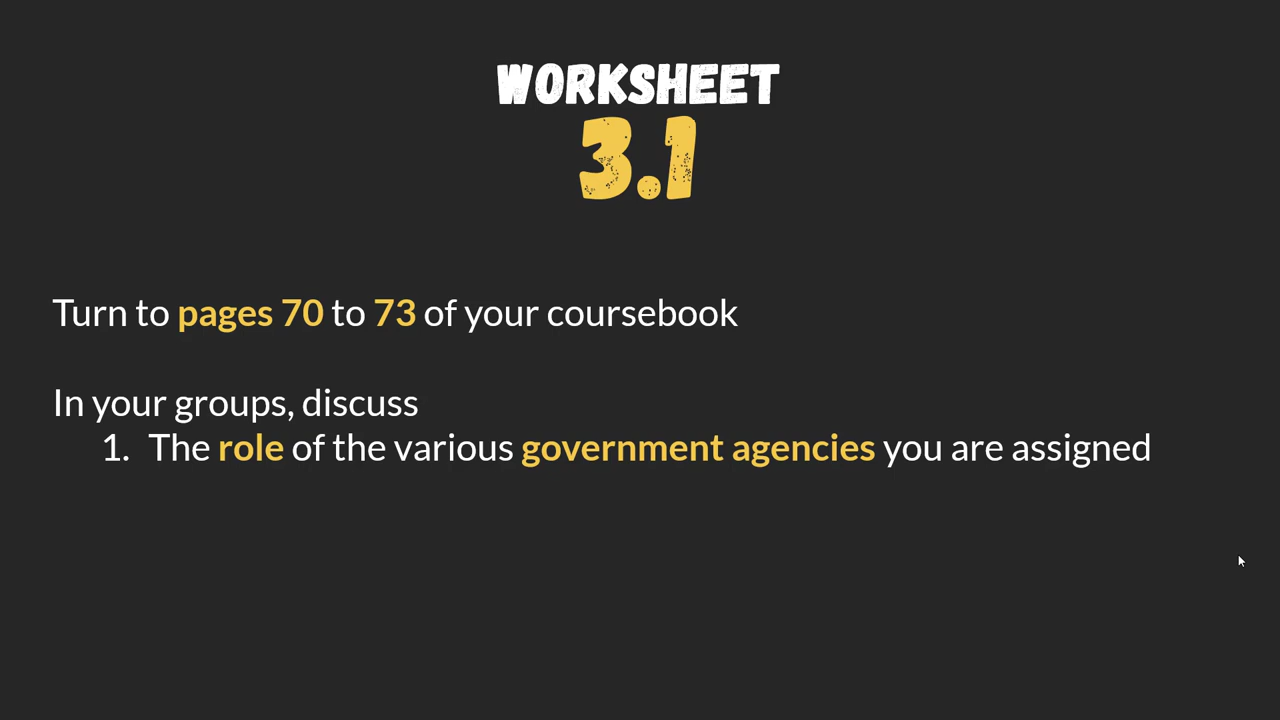 WORKSHEET
3.1
Turn to pages 70 to 73 of your coursebook
In your groups, discuss
1. The role of the various government agencies you are assigned